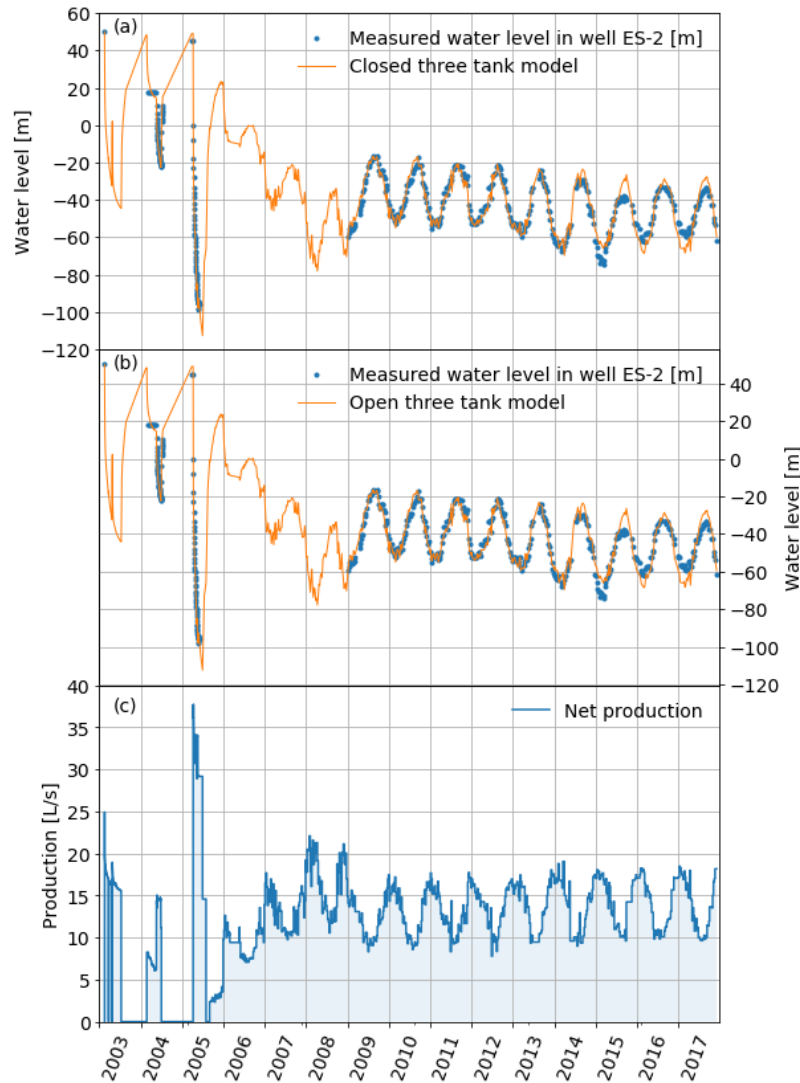 (a)
Measured water level in well ES-2 [m]
Closed three tank model
Water level [m]
60
40
20
0
−20
−40
−60
−80
−100
−120
(b)
Measured water level in well ES-2 [m]
Open three tank model
Water level [m]
40
20
0
−20
−40
−60
−80
−100
−120
(c)
Net production
Production [L/s]
40
35
30
25
20
15
10
5
0
2003 2004 2005 2006 2007 2008 2009 2010 2011 2012 2013 2014 2015 2016 2017